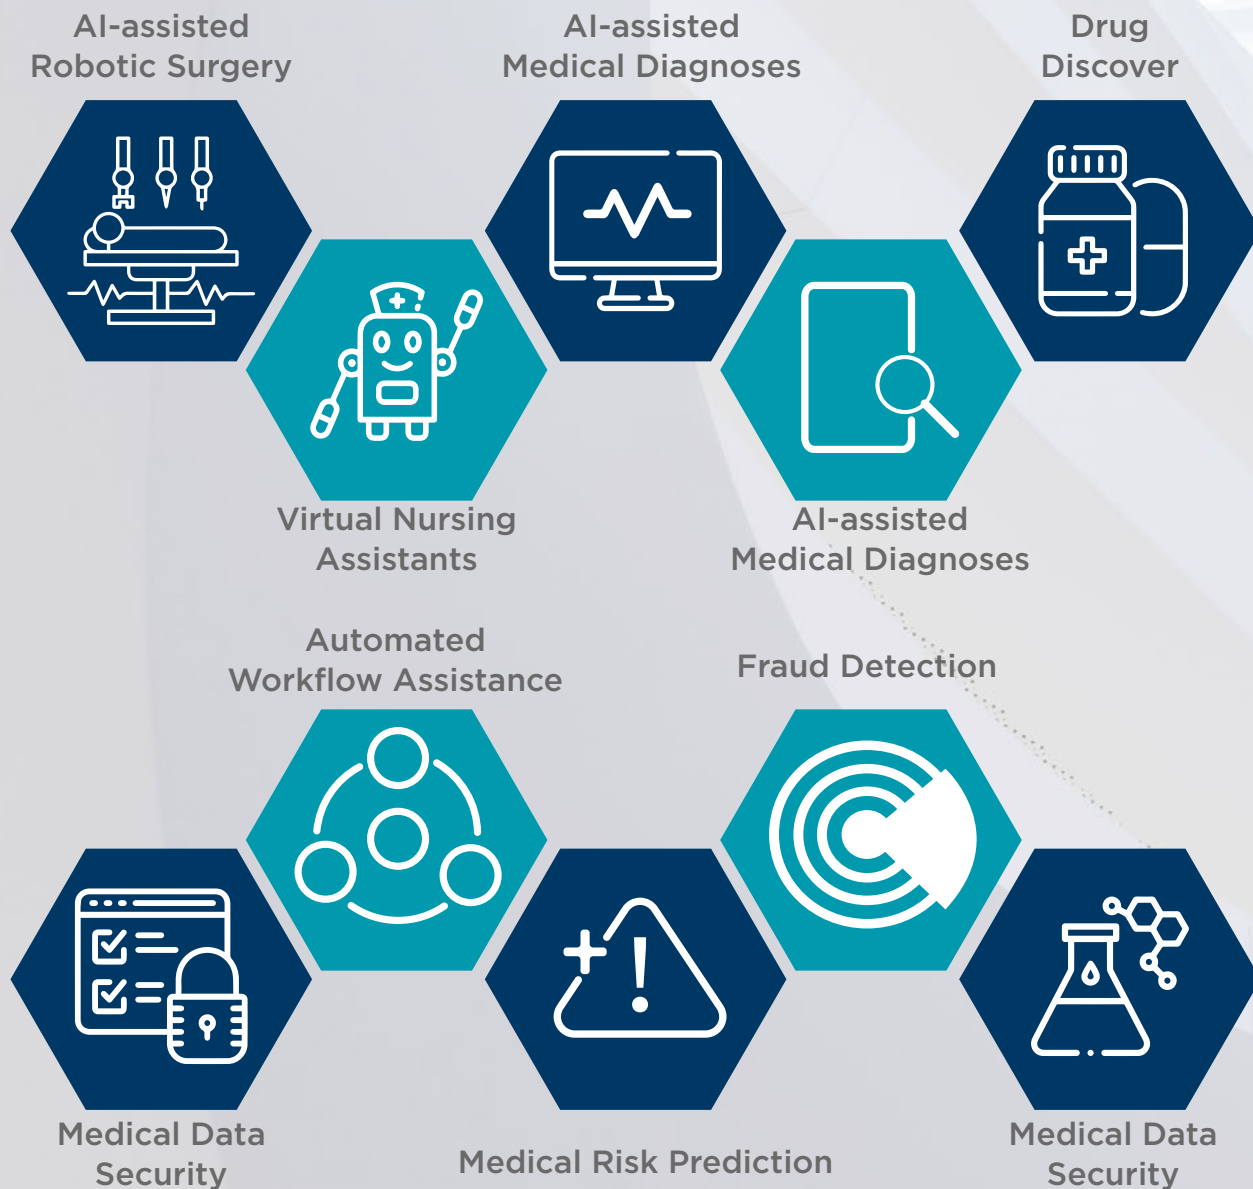 AI-assisted
Robotic Surgery
AI-assisted
Medical Diagnoses
Drug
Discover
Virtual Nursing
Assistants
AI-assisted
Medical Diagnoses
Automated
Workflow Assistance
Fraud Detection
Medical Data
Security
Medical Risk Prediction
Medical Data
Security